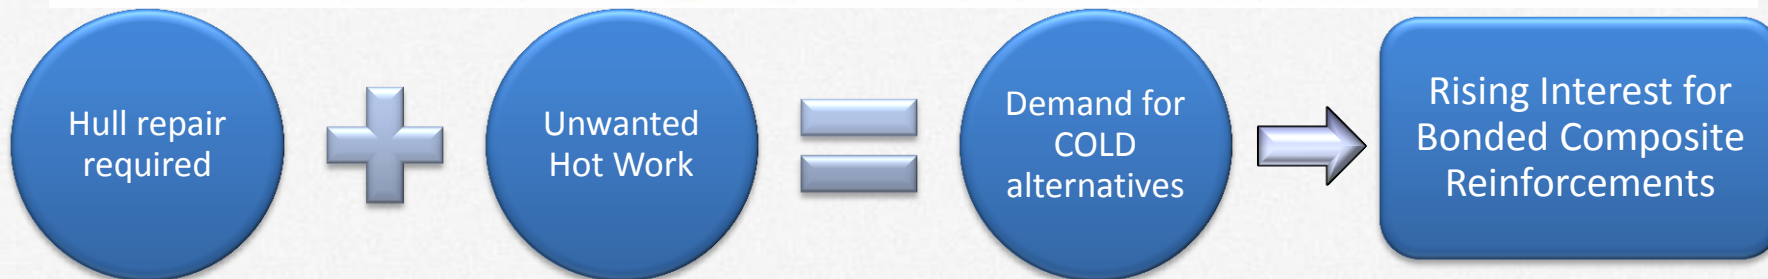 Hull repair
required
Unwanted
Hot Work
Demand for
COLD
alternatives
Rising Interest for
Bonded Composite
Reinforcements